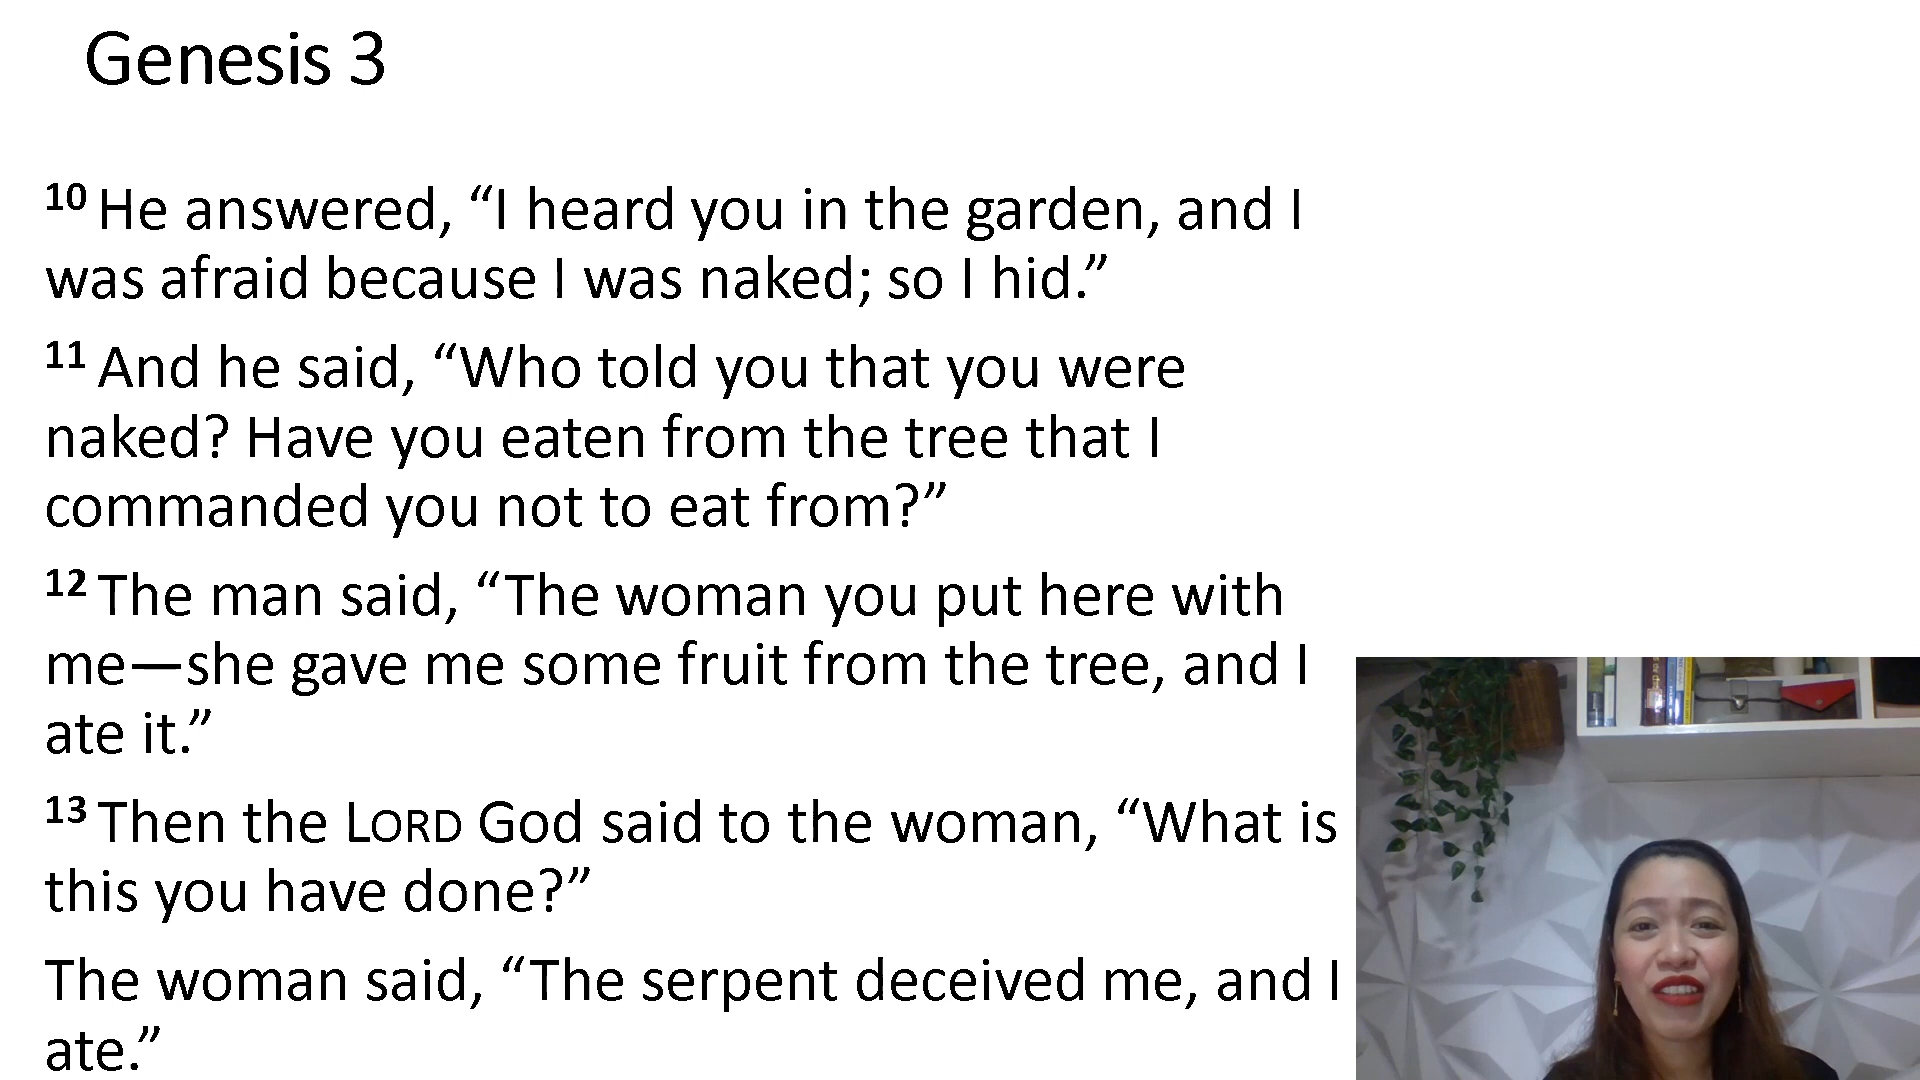 Genesis 3
10 He answered, “I heard you in the garden, and I
was afraid because I was naked; so I hid.”
11 And he said, “Who told you that you were
naked? Have you eaten from the tree that I
commanded you not to eat from?”
12 The man said, “The woman you put here with
me—she gave me some fruit from the tree, and I
ate it.”
13 Then the LORD God said to the woman, “What is
this you have done?”
The woman said, “The serpent deceived me, and I
ate.”